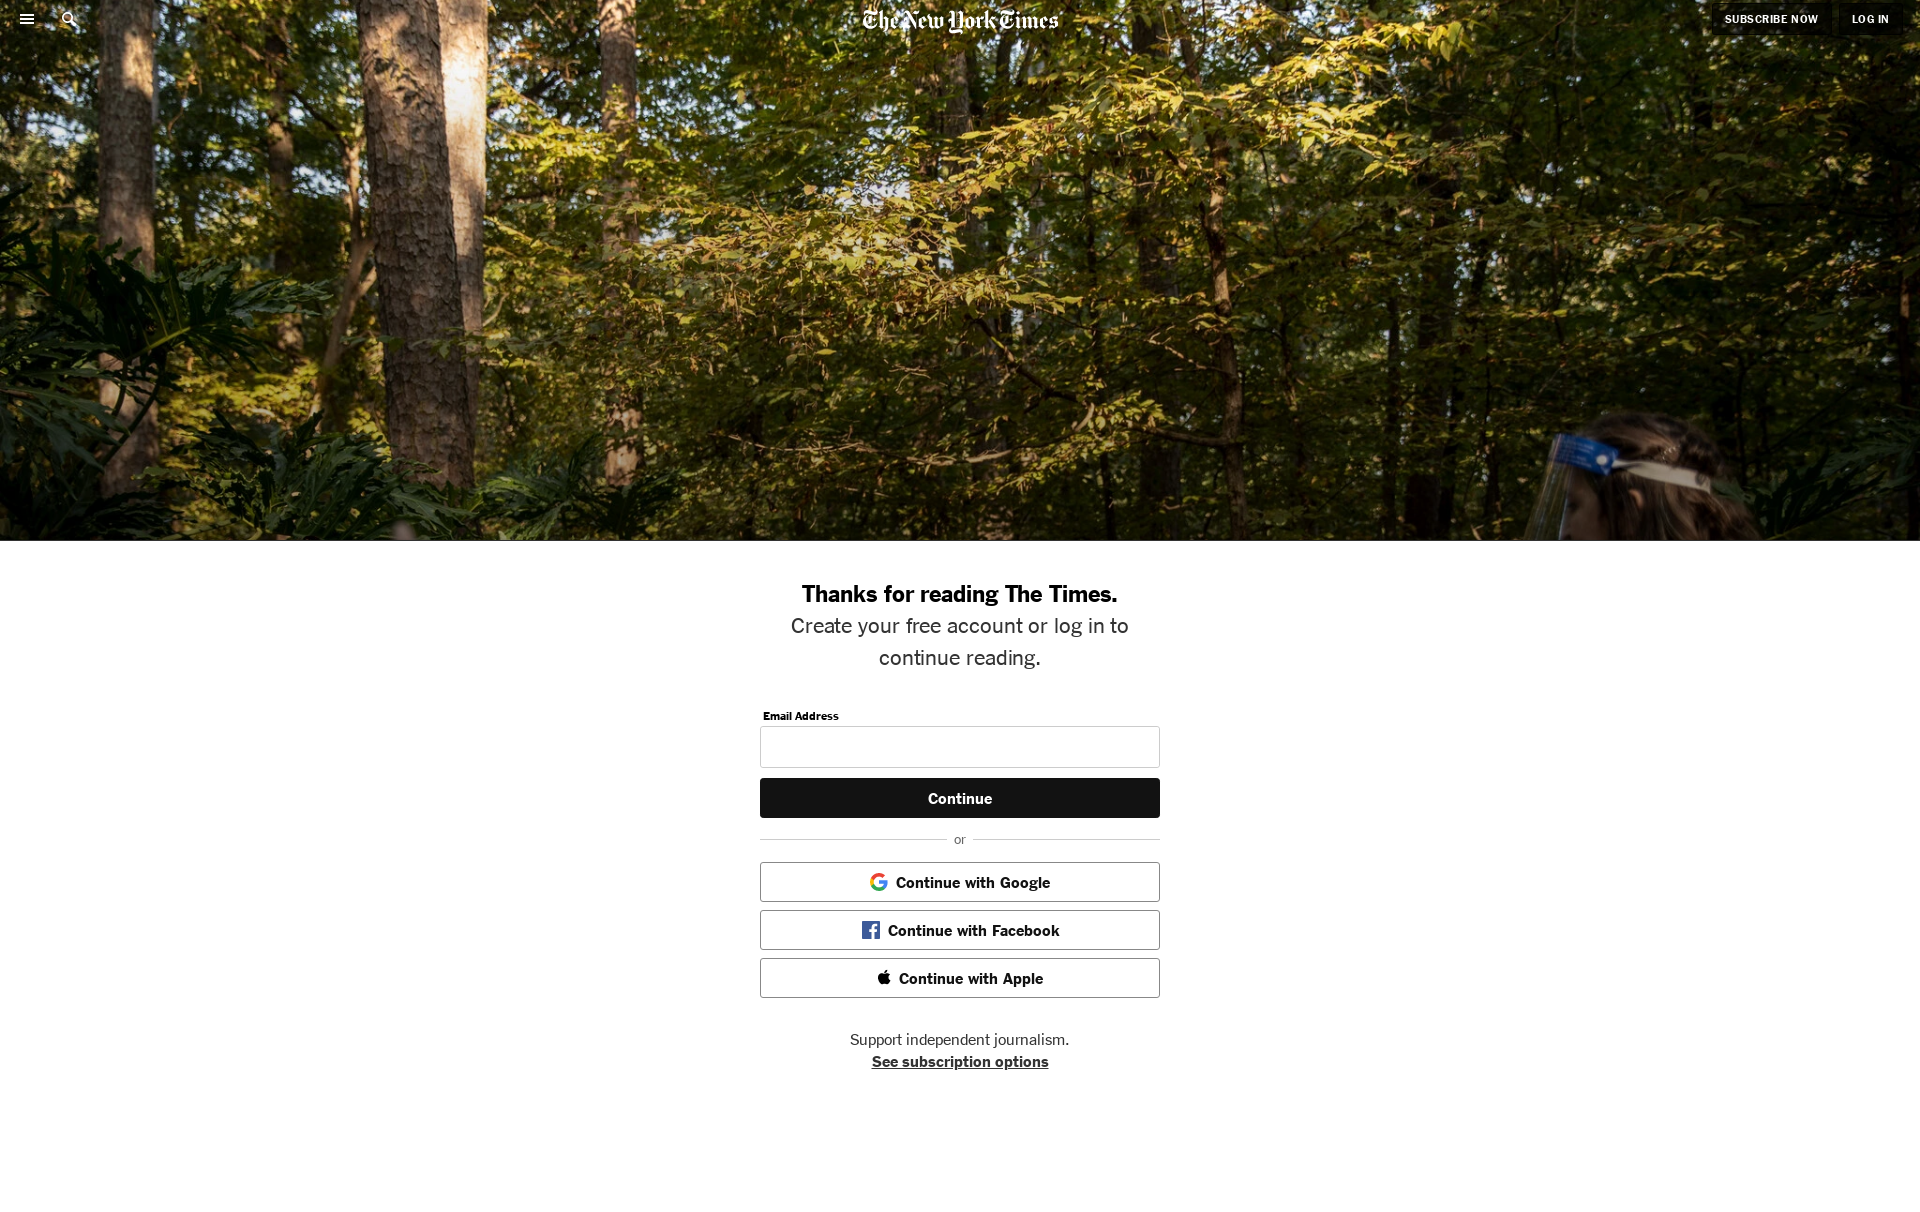 The New York Times
SUBSCRIBE NOW
LOG IN
Thanks for reading The Times.
Create your free account or log in to
continue reading.
Email Address
Continue
or
Continue with Google
Continue with Facebook
Continue with Apple
Support independent journalism.
See subscription options